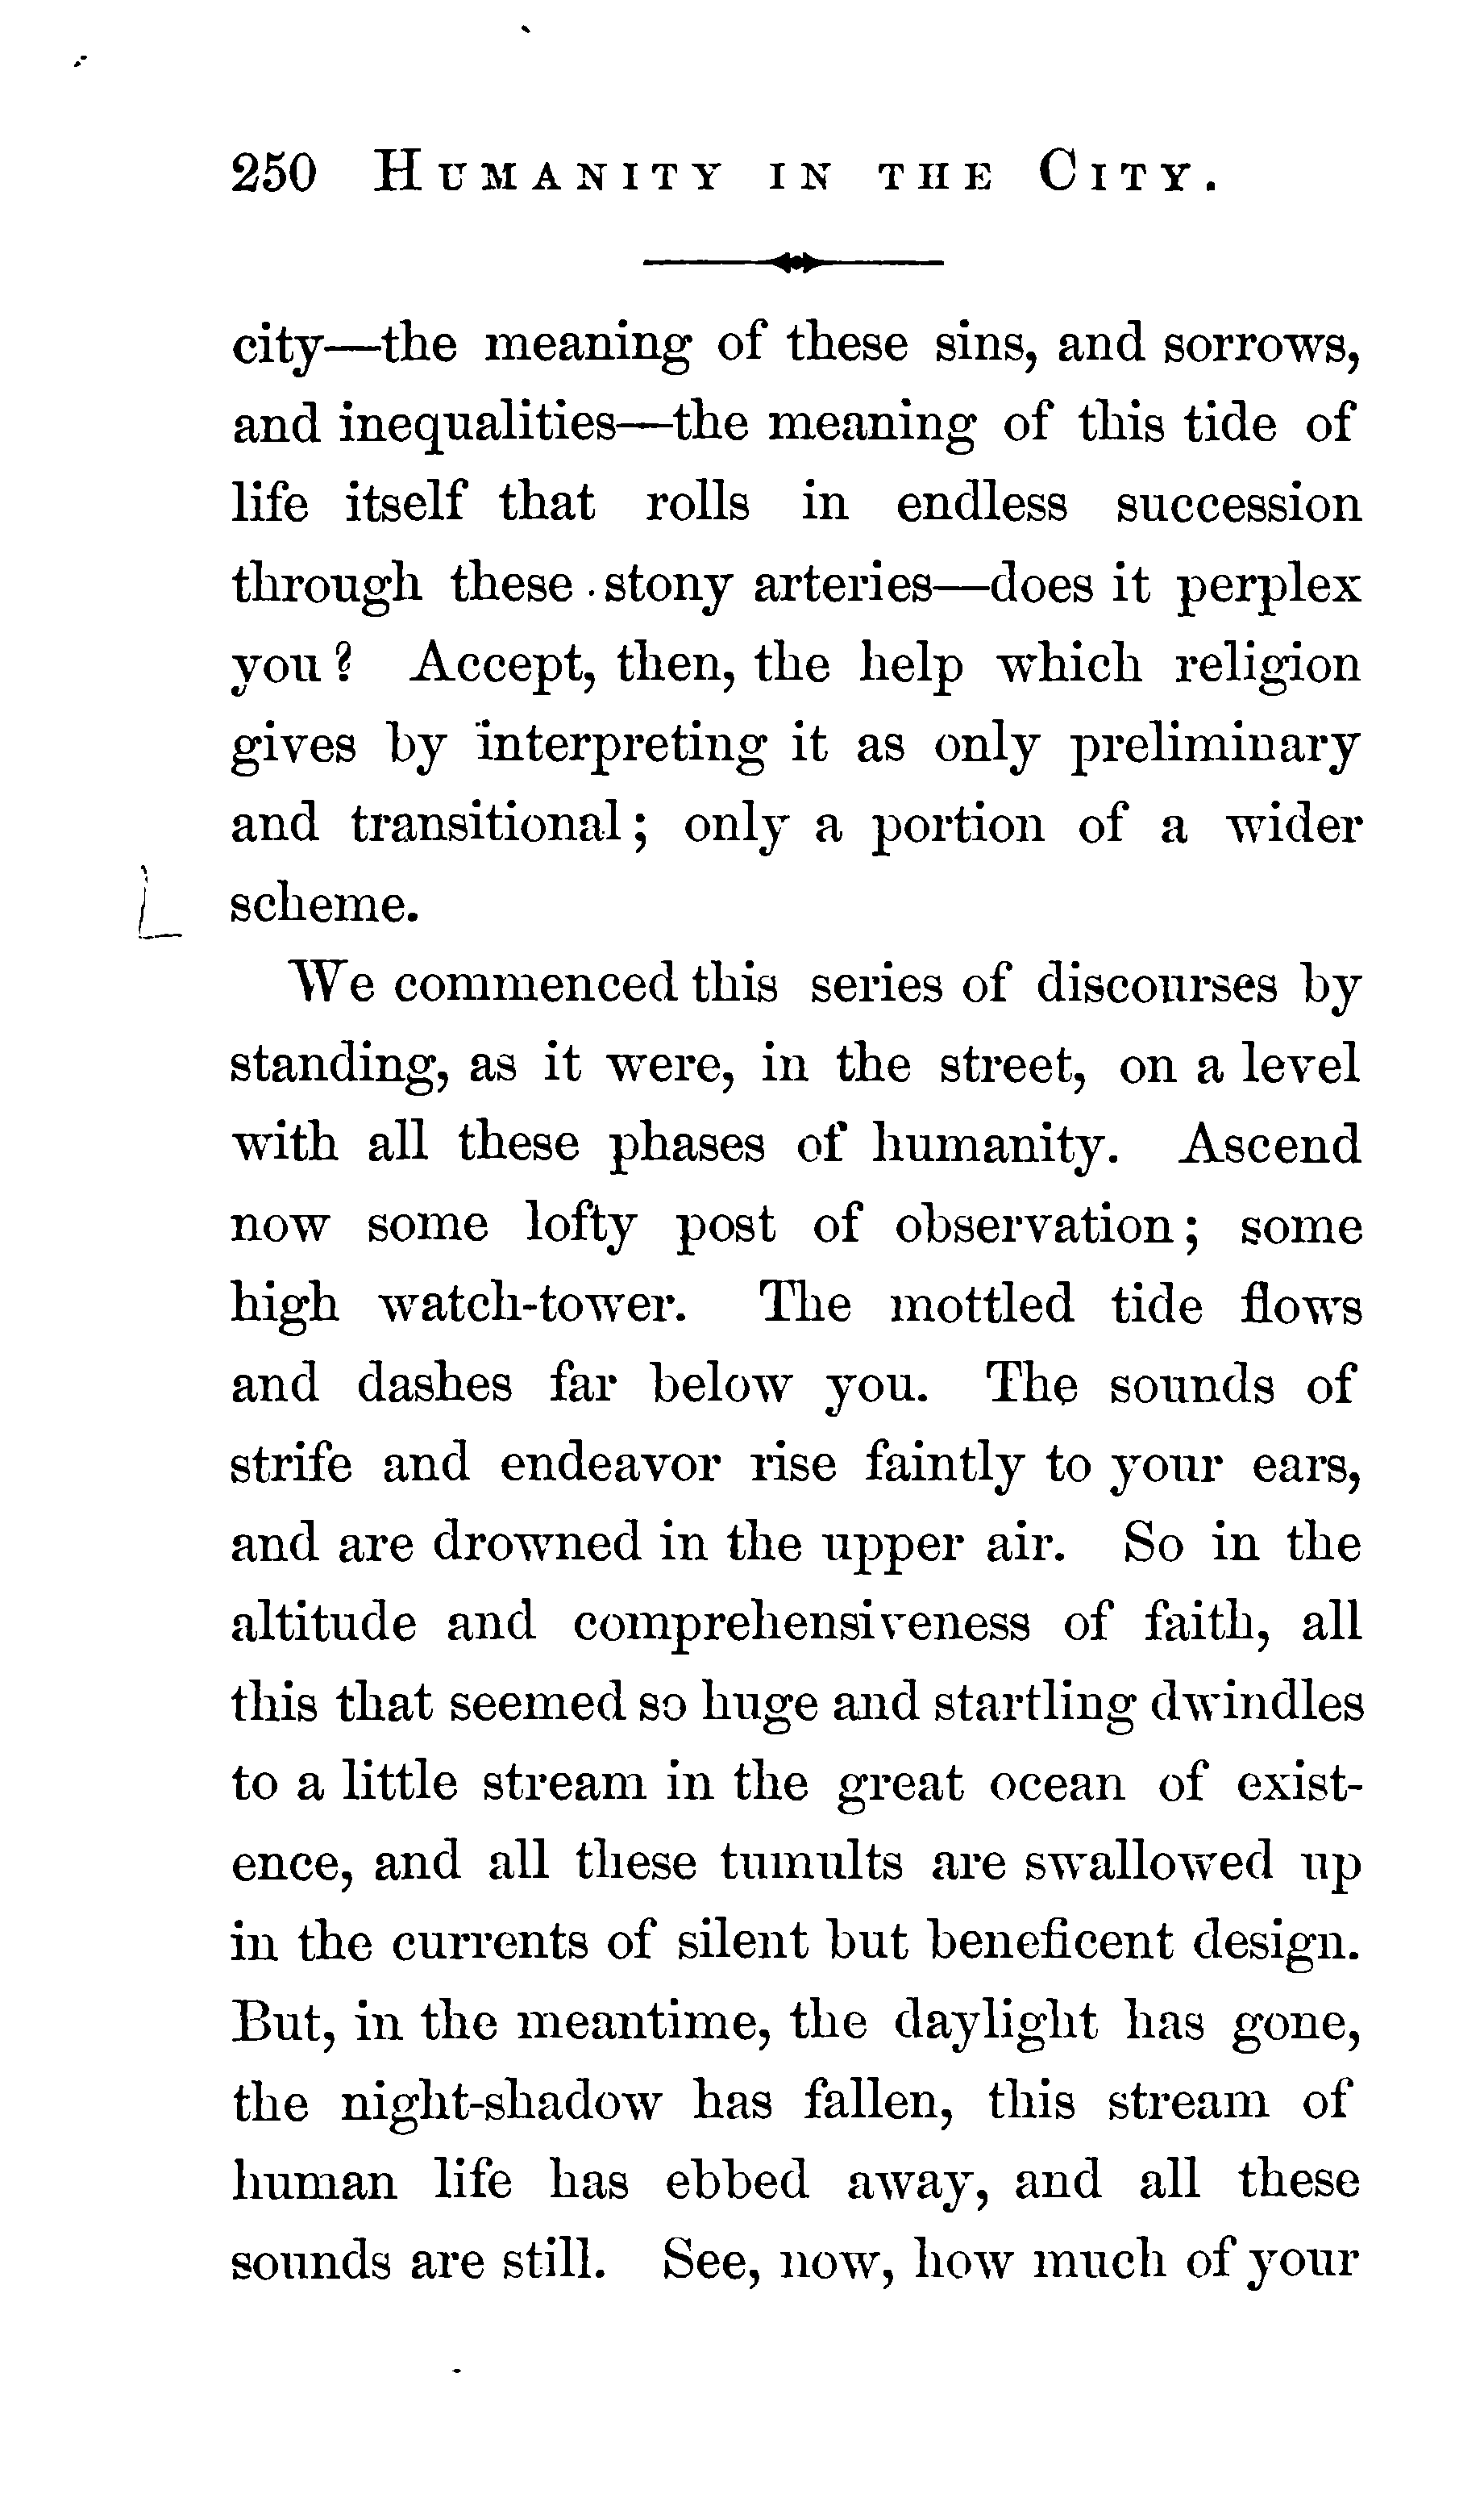 250 HUMANITY IN THE CITY.
city—the meaning of these sins, and sorrows,
and inequalities—the meaning of this tide of
life itself that rolls in endless succession
through these stony arteries—does it perplex
you? Accept, then, the help which religion
gives by interpreting it as only preliminary
and transitional; only a portion of a wider
scheme.
We commenced this series of discourses by
standing, as it were, in the street, on a level
with all these phases of humanity. Ascend
now some lofty post of observation; some
high watch-tower. The mottled tide flows
and dashes far below you. The sounds of
strife and endeavor rise faintly to your ears,
and are drowned in the upper air. So in the
altitude and comprehensiveness of faith, all
this that seemed so huge and startling dwindles
to a little stream in the great ocean of exist-
ence, and all these tumults are swallowed up
in the currents of silent but beneficent design.
But, in the meantime, the daylight has gone,
the night-shadow has fallen, this stream of
human life has ebbed away, and all these
sounds are still. See, now, how much of your